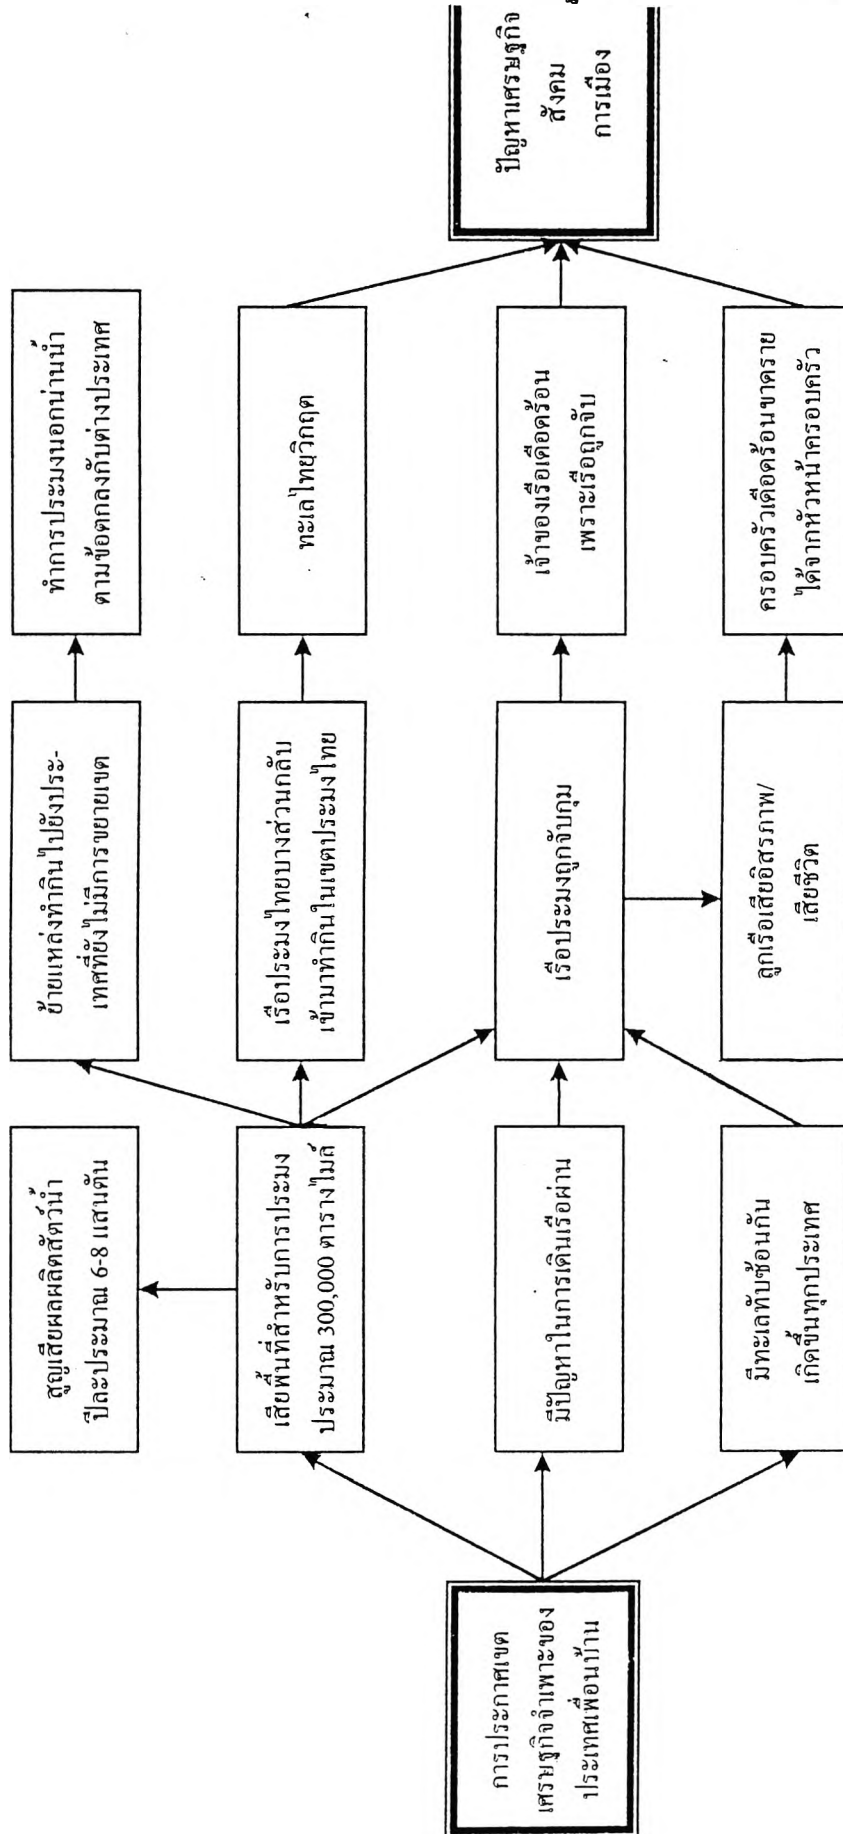 การประกาศเขต
เศรษฐกิจจำเพาะของ
ประเทศเพื่อนบ้าน
สูญเสียผลผลิตสัตว์น้ำ
ปีละประมาณ 6-8 แสนตัน
เสียพื้นที่สำหรับการประมง
ประมาณ 300,000 ตารางไมล์
มีปัญหาในการเดินเรือผ่าน
มีทะเลทับซ้อนกัน
เกิดขึ้นทุกประเทศ
ย้ายแหล่งทำกินไปยังประ-
เทศที่ยังไม่มีการขยายเขต
เรือประมงไทยบางส่วนกลับ
เข้ามาทำกินในเขตประมงไทย
เรือประมงถูกจับกุม
ลูกเรือเสียอิสรภาพ/
เสียชีวิต
ทำการประมงนอกน่านน้ำ
ตามข้อตกลงกับต่างประเทศ
ทะเลไทยวิกฤต
เจ้าของเรือเดือดร้อน
เพราะเรือถูกจับ
ครอบครัวเดือดร้อนขาดราย
ได้จากหัวหน้าครอบครัว
ปัญหาเศรษฐกิจ
สังคม
การเมือง